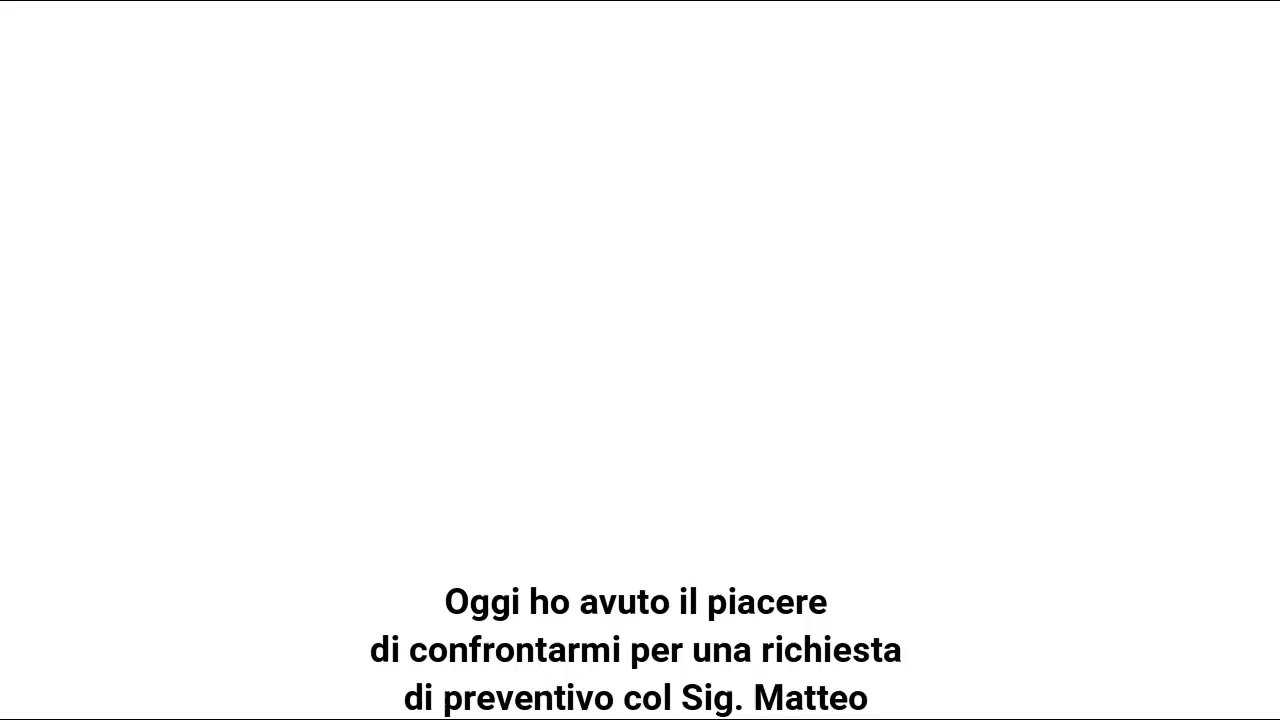 Oggi ho avuto il piacere
di confrontarmi per una richiesta
di preventivo col Sig. Matteo